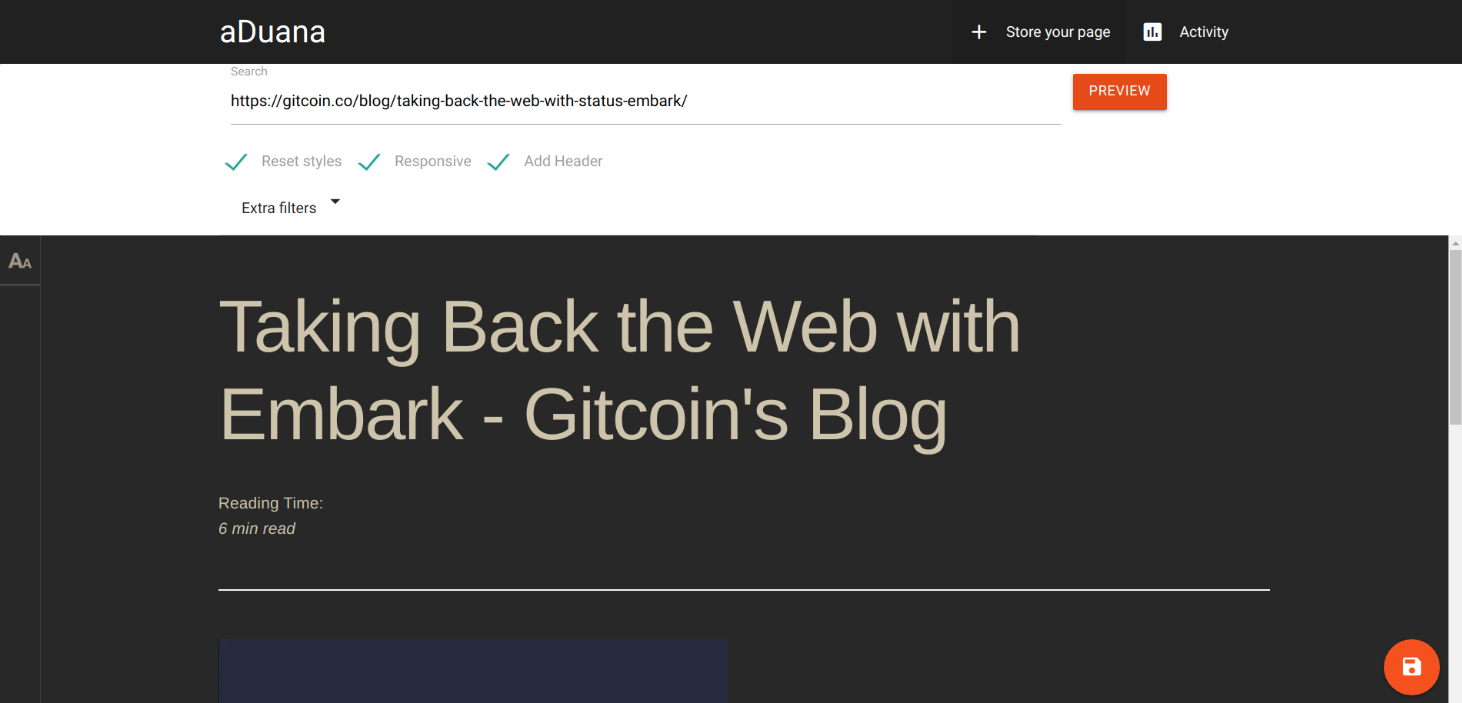 aDuana
Store your page
Activity
Search
https://gitcoin.co/blog/taking-back-the-web-with-status-embark/
PREVIEW
Reset styles
Responsive
Add Header
Extra filters
AA
Taking Back the Web with
Embark - Gitcoin's Blog
Reading Time:
6 min read